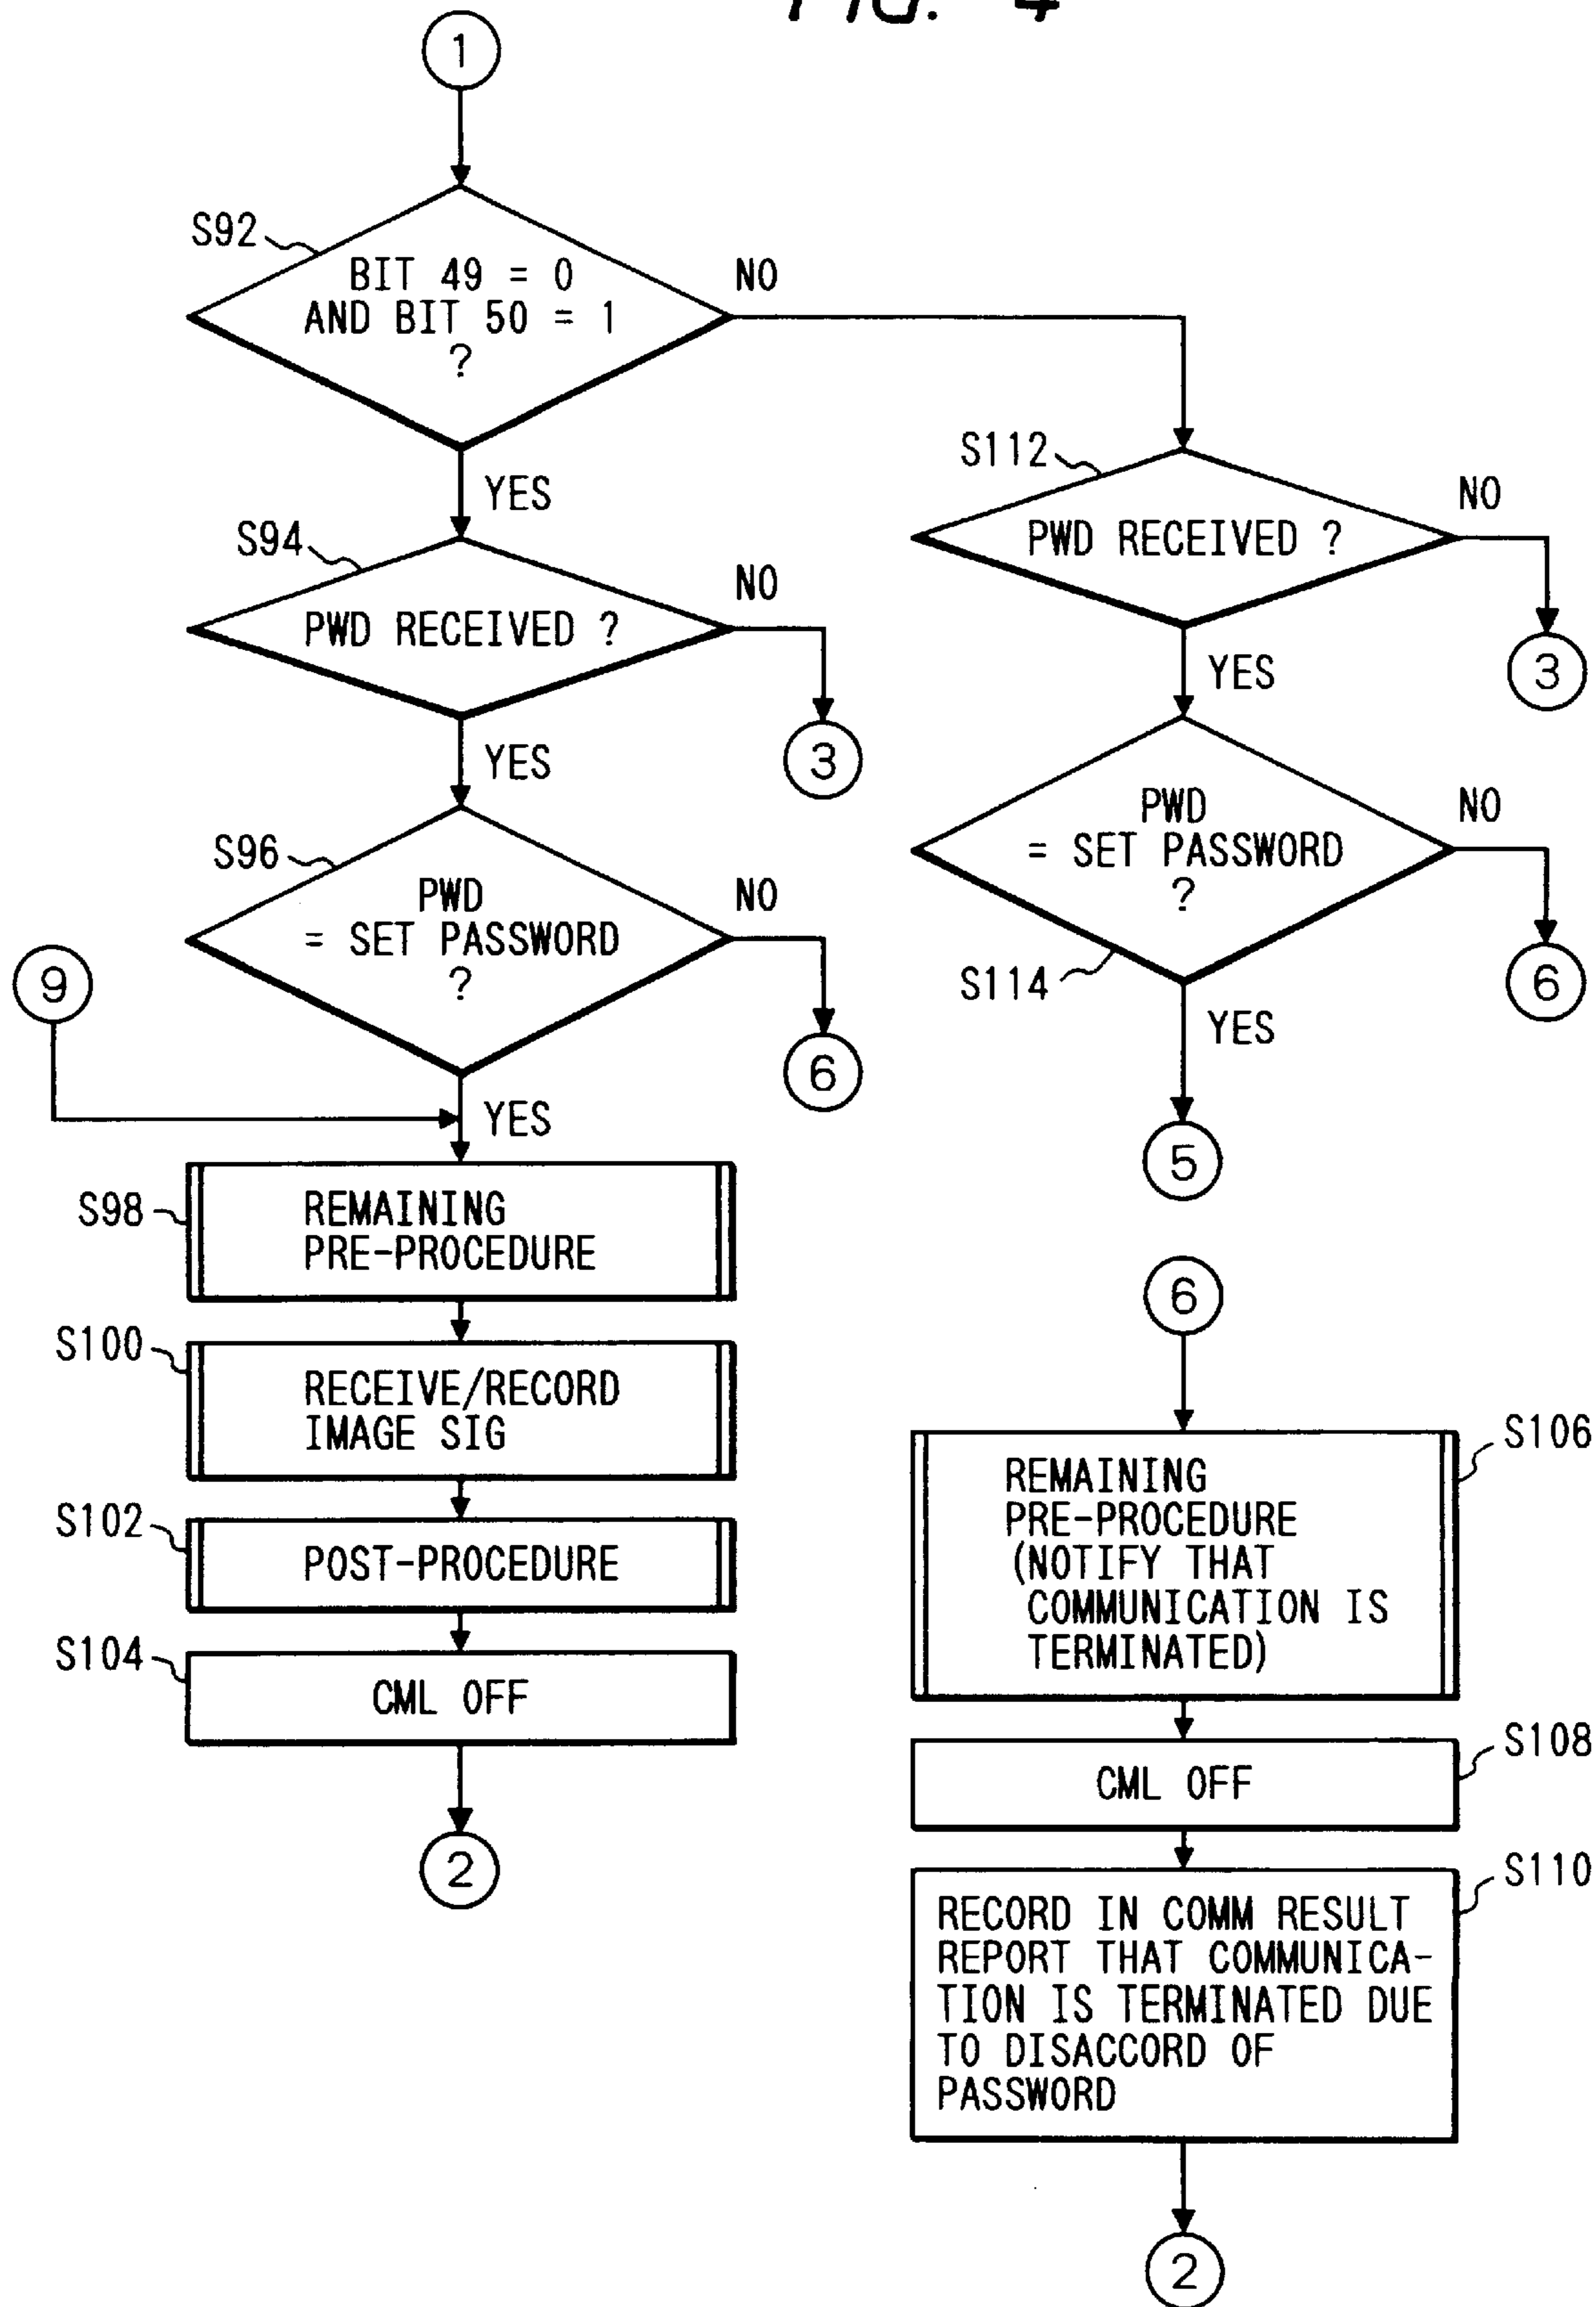 FIG. 4
1
S92
BIT 49 = 0
AND BIT 50 = 1
?
NO
YES
S94
PWD RECEIVED ?
NO
3
YES
S96
PWD
= SET PASSWORD
?
NO
6
9
YES
S98
REMAINING
PRE-PROCEDURE
S100
RECEIVE/RECORD
IMAGE SIG
S102
POST-PROCEDURE
S104
CML OFF
2
S112
PWD RECEIVED ?
NO
3
YES
PWD
= SET PASSWORD
?
NO
6
S114
YES
5
6
S106
REMAINING
PRE-PROCEDURE
(NOTIFY THAT
COMMUNICATION IS
TERMINATED)
S108
CML OFF
S110
RECORD IN COMM RESULT
REPORT THAT COMMUNICA-
TION IS TERMINATED DUE
TO DISACCORD OF
PASSWORD
2